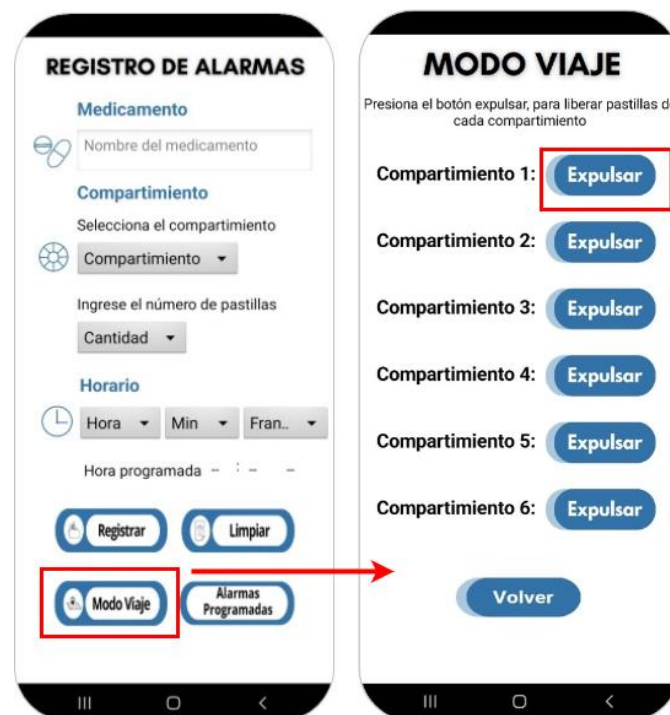 REGISTRO DE ALARMAS
Medicamento
Nombre del medicamento
Compartimiento
Selecciona el compartimiento
Compartimiento
Ingrese el número de pastillas
Cantidad
Horario
Hora Min Fran..
Hora programada -- : -- --
Registrar Limpiar
Modo Viaje Alarmas
Programadas
MODO VIAJE
Presiona el botón expulsar, para liberar pastillas d
cada compartimiento
Compartimiento 1: Expulsar
Compartimiento 2: Expulsar
Compartimiento 3: Expulsar
Compartimiento 4: Expulsar
Compartimiento 5: Expulsar
Compartimiento 6: Expulsar
Volver